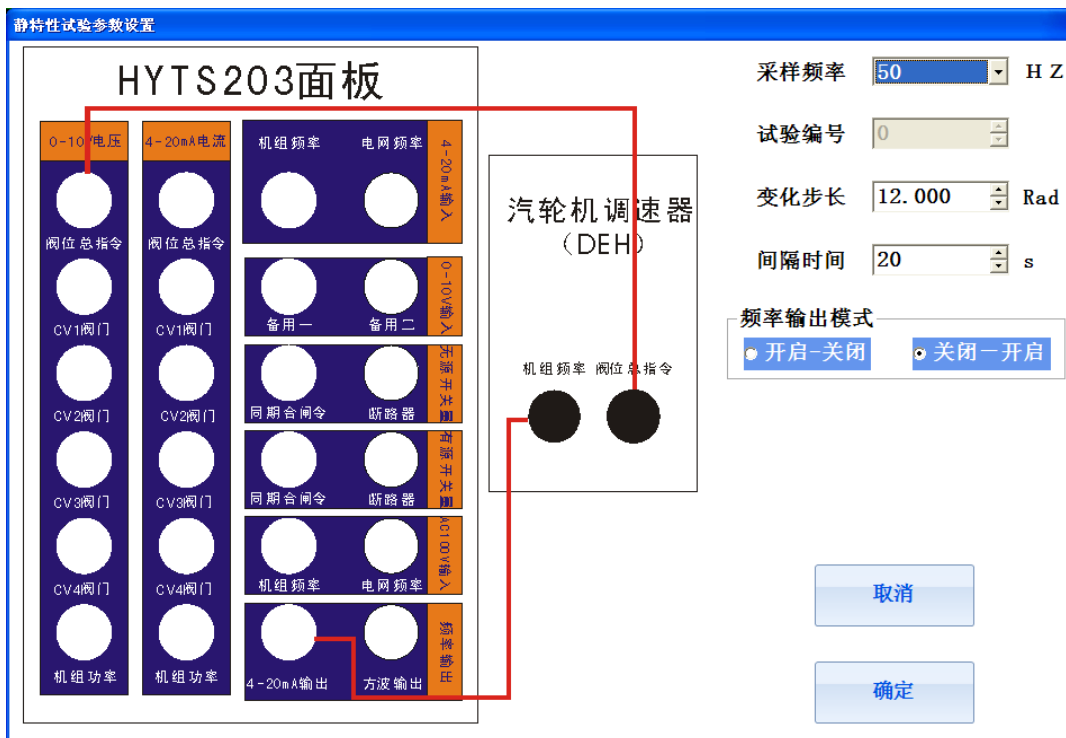 静特性试验参数设置
HYTS203面板
0-10V电压
4-20mA电流
阀位总指令
阀位总指令
CV1阀门
CV1阀门
CV2阀门
CV2阀门
CV3阀门
CV3阀门
CV4阀门
CV4阀门
机组功率
机组功率
机组频率 电网频率
4-20mA输入
备用一 备用二
0-10V输入
同期合闸令 断路器
无源开关量
同期合闸令 断路器
有源开关量
机组频率 电网频率
AC100V输入
4-20mA输出 方波输出
频率输出
汽轮机调速器
(DEH)
机组频率 阀位总指令
采样频率 50 HZ
试验编号 0
变化步长 12.000 Rad
间隔时间 20 s
频率输出模式
开启-关闭 关闭－开启
取消
确定